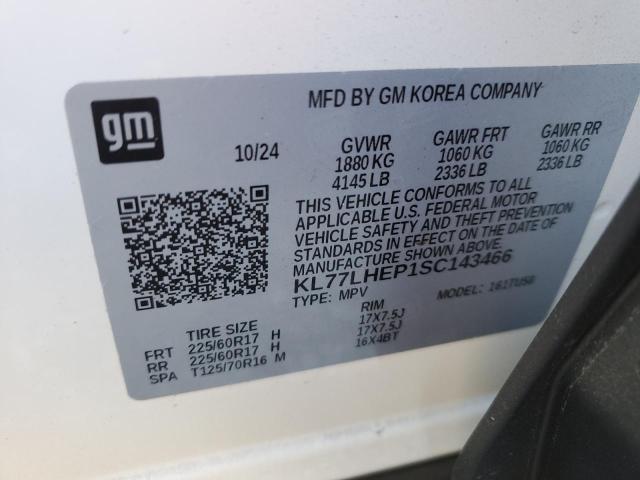 MFD BY GM KOREA COMPANY
gm
10/24 GVWR GAWR FRT GAWR RR
1880 KG 1060 KG 1060 KG
4145 LB 2336 LB 2336 LB
THIS VEHICLE CONFORMS TO ALL
APPLICABLE U.S. FEDERAL MOTOR
VEHICLE SAFETY AND THEFT PREVENTION
STANDARDS IN EFFECT ON THE DATE OF
MANUFACTURE SHOWN ABOVE.
KL77LHEP1SC143466
TYPE: MPV MODEL: 1TU58
TIRE SIZE RIM
FRT 225/60R17 H 17X7.5J
RR 225/60R17 H 17X7.5J
SPA T125/70R16 M 16X4BT